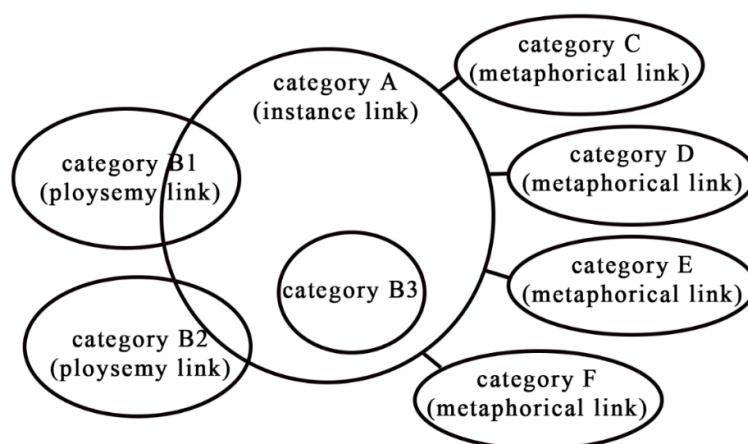 category C
(metaphorical link)
category A
(instance link)
category D
(metaphorical link)
category B1
(ploysemy link)
category E
(metaphorical link)
category B3
category B2
(ploysemy link)
category F
(metaphorical link)